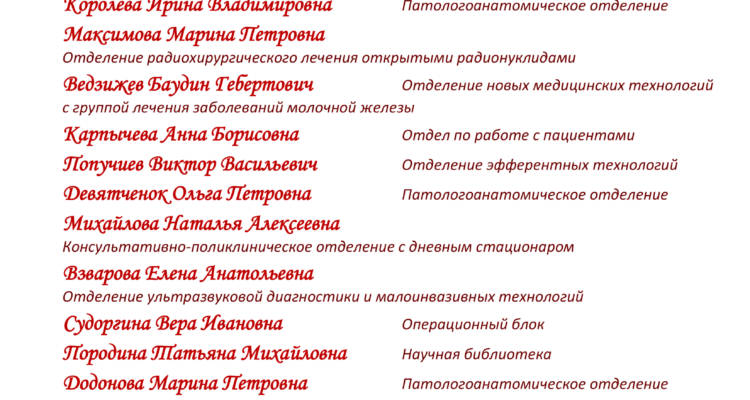 Королева Ирина Владимировна Патологоанатомическое отделение
Максимова Марина Петровна
Отделение радиохирургического лечения открытыми радионуклидами
Ведзижев Баудин Гебертович Отделение новых медицинских технологий
с группой лечения заболеваний молочной железы
Карпычева Анна Борисовна Отдел по работе с пациентами
Попучиев Виктор Васильевич Отделение эфферентных технологий
Девятченок Ольга Петровна Патологоанатомическое отделение
Михайлова Наталья Алексеевна
Консультативно-поликлиническое отделение с дневным стационаром
Взварова Елена Анатольевна
Отделение ультразвуковой диагностики и малоинвазивных технологий
Судоргина Вера Ивановна Операционный блок
Породина Татьяна Михайловна Научная библиотека
Додонова Марина Петровна Патологоанатомическое отделение